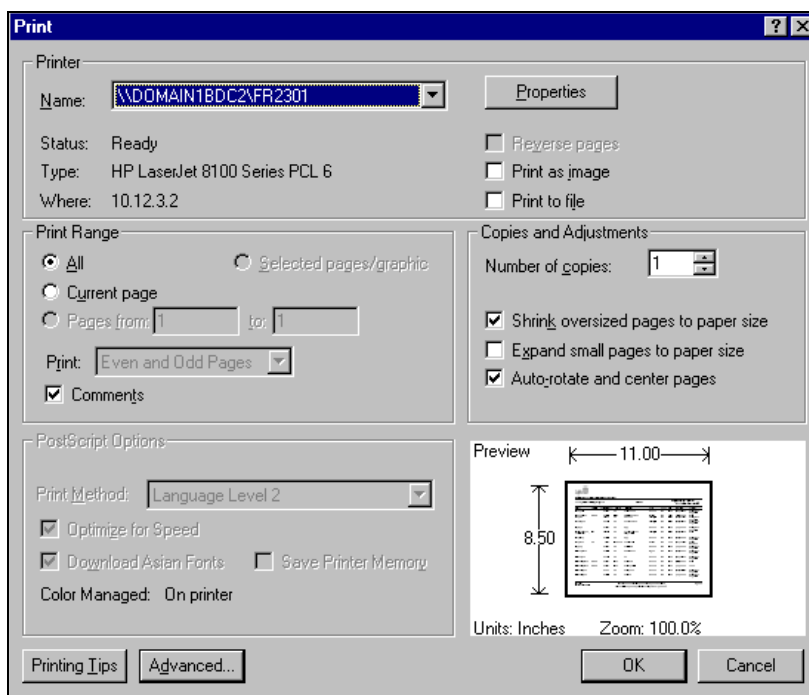 Print
Printer
Name: \\DOMAIN1BDC2\FR2301
Properties
Status: Ready
Reverse pages
Type: HP LaserJet 8100 Series PCL 6
Print as image
Where: 10.12.3.2
Print to file
Print Range
All
Selected pages/graphic
Current page
Pages from: 1 to: 1
Print: Even and Odd Pages
Comments
Copies and Adjustments
Number of copies: 1
Shrink oversized pages to paper size
Expand small pages to paper size
Auto-rotate and center pages
PostScript Options
Print Method: Language Level 2
Optimize for Speed
Download Asian Fonts Save Printer Memory
Color Managed: On printer
Preview
11.00
8.50
Units: Inches Zoom: 100.0%
Printing Tips Advanced... OK Cancel